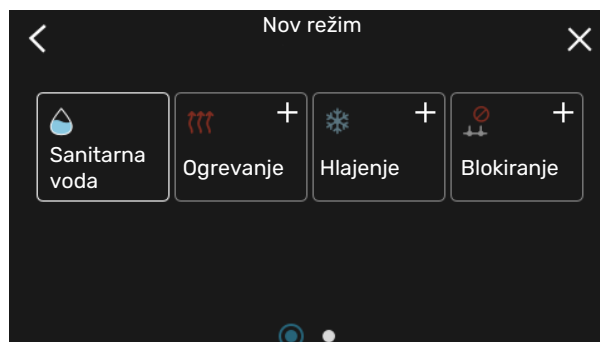 Nov režim
Sanitarna
voda
Ogrevanje
Hlajenje
Blokiranje